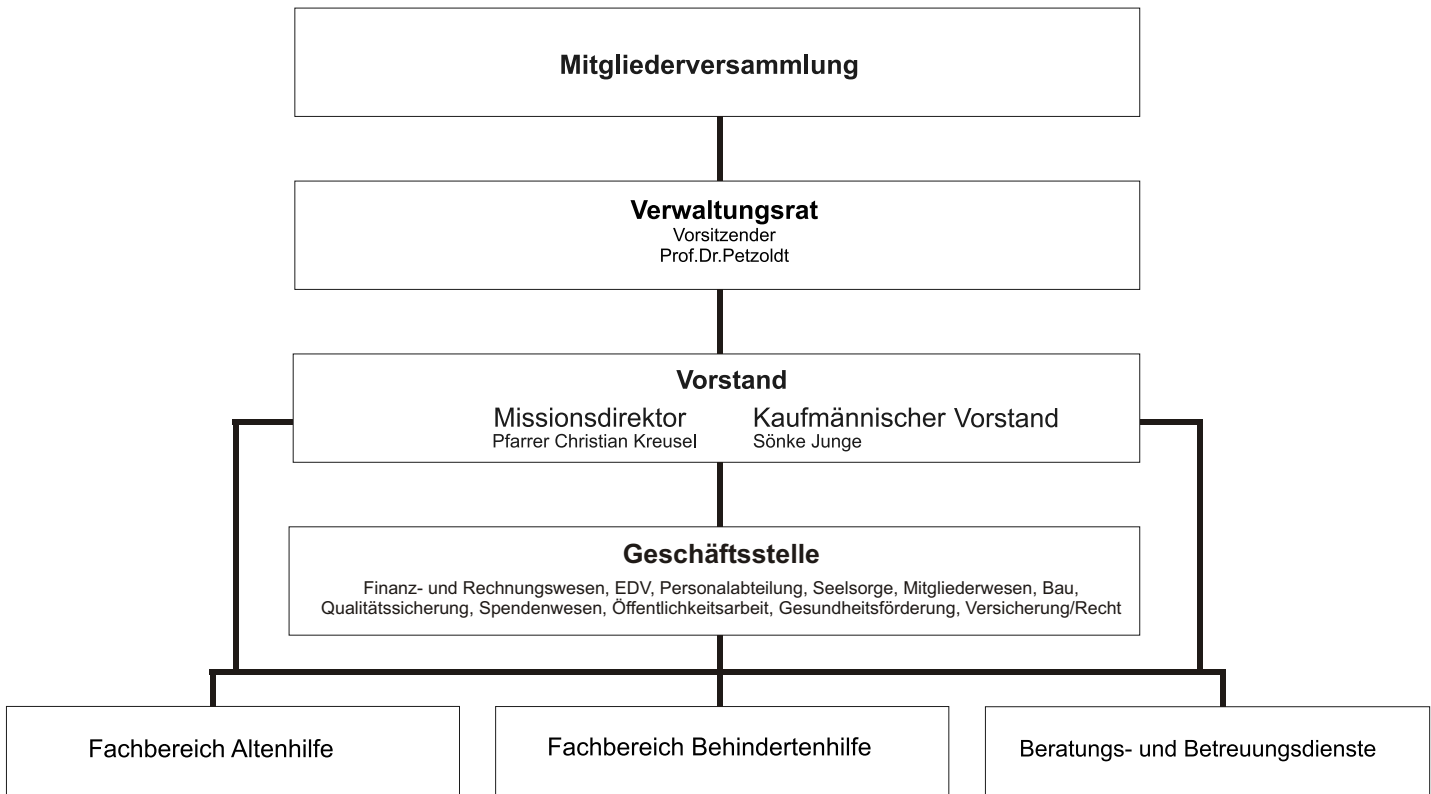 Mitgliederversammlung
Verwaltungsrat
Vorsitzender
Prof.Dr.Petzoldt
Vorstand
Missionsdirektor Kaufmännischer Vorstand
Pfarrer Christian Kreusel Sönke Junge
Geschäftsstelle
Finanz- und Rechnungswesen, EDV, Personalabteilung, Seelsorge, Mitgliederwesen, Bau,
Qualitätssicherung, Spendenwesen, Öffentlichkeitsarbeit, Gesundheitsförderung, Versicherung/Recht
Fachbereich Altenhilfe
Fachbereich Behindertenhilfe
Beratungs- und Betreuungsdienste